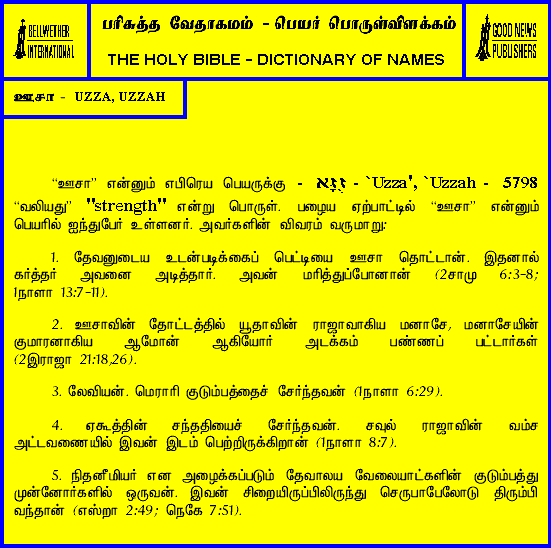 BELLWETHER
INTERNATIONAL
பரிசுத்த வேதாகமம் - பெயர் பொருள்விளக்கம்
THE HOLY BIBLE - DICTIONARY OF NAMES
GOOD NEWS
PUBLISHERS
ஊசா - UZZA, UZZAH
“ஊசா” என்னும் எபிரெய பெயருக்கு - עֻזָּא - `Uzza', `Uzzah - 5798
“வலியது” "strength" என்று பொருள். பழைய ஏற்பாட்டில் “ஊசா” என்னும்
பெயரில் ஐந்துபேர் உள்ளனர். அவர்களின் விவரம் வருமாறு:
1. தேவனுடைய உடன்படிக்கைப் பெட்டியை ஊசா தொட்டான். இதனால்
கர்த்தர் அவனை அடித்தார். அவன் மரித்துப்போனான் (2சாமு 6:3-8;
1நாளா 13:7-11).
2. ஊசாவின் தோட்டத்தில் யூதாவின் ராஜாவாகிய மனாசே, மனாசேயின்
குமாரனாகிய ஆமோன் ஆகியோர் அடக்கம் பண்ணப் பட்டார்கள்
(2இராஜா 21:18,26).
3. லேவியன். மெராரி குடும்பத்தைச் சேர்ந்தவன் (1நாளா 6:29).
4. ஏகூத்தின் சந்ததியைச் சேர்ந்தவன். சவுல் ராஜாவின் வம்ச
அட்டவணையில் இவன் இடம் பெற்றிருக்கிறான் (1நாளா 8:7).
5. நிதனீமியர் என அழைக்கப்படும் தேவாலய வேலையாட்களின் குடும்பத்து
முன்னோர்களில் ஒருவன். இவன் சிறையிருப்பிலிருந்து செருபாபேலோடு திரும்பி
வந்தான் (எஸ்றா 2:49; நெகே 7:51).